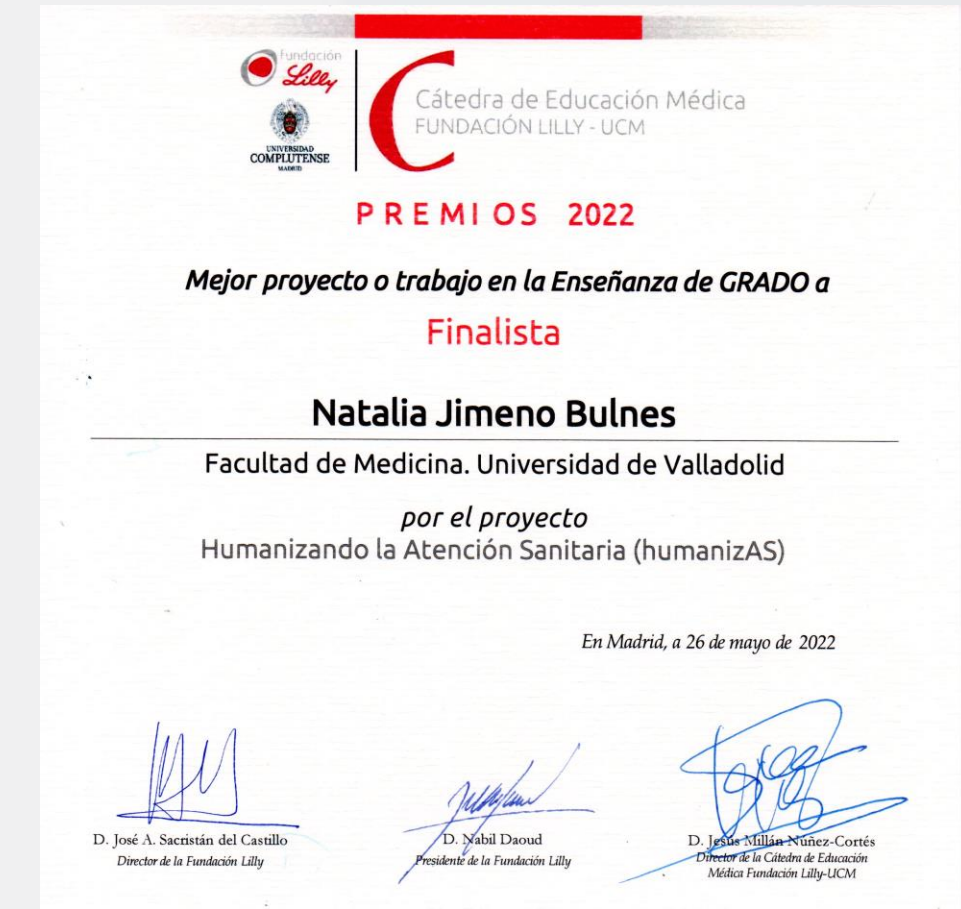 Fundación
Lilly
UNIVERSIDAD
COMPLUTENSE
MADRID
Cátedra de Educación Médica
FUNDACIÓN LILLY - UCM
PREMIOS 2022
Mejor proyecto o trabajo en la Enseñanza de GRADO a
Finalista
Natalia Jimeno Bulnes
Facultad de Medicina. Universidad de Valladolid
por el proyecto
Humanizando la Atención Sanitaria (humanizAS)
En Madrid, a 26 de mayo de 2022
D. José A. Sacristán del Castillo
Director de la Fundación Lilly
D. Nabil Daoud
Presidente de la Fundación Lilly
D. Jesús Millán Núñez-Cortés
Director de la Cátedra de Educación
Médica Fundación Lilly-UCM